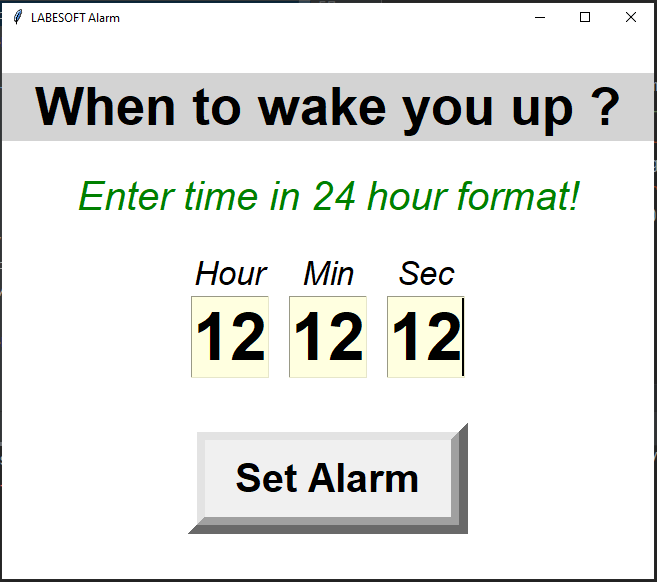 LABESOFT Alarm
When to wake you up ?
Enter time in 24 hour format!
Hour Min Sec
12 12 12
Set Alarm